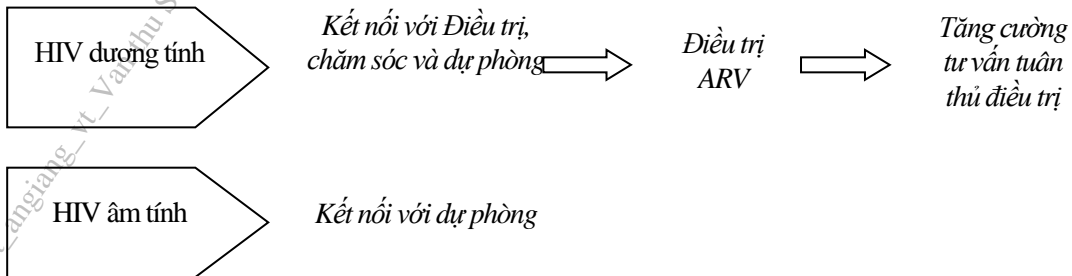 HIV dương tính
Kết nối với Điều trị,
chăm sóc và dự phòng
Điều trị
ARV
Tăng cường
tư vấn tuân
thủ điều trị
HIV âm tính
Kết nối với dự phòng